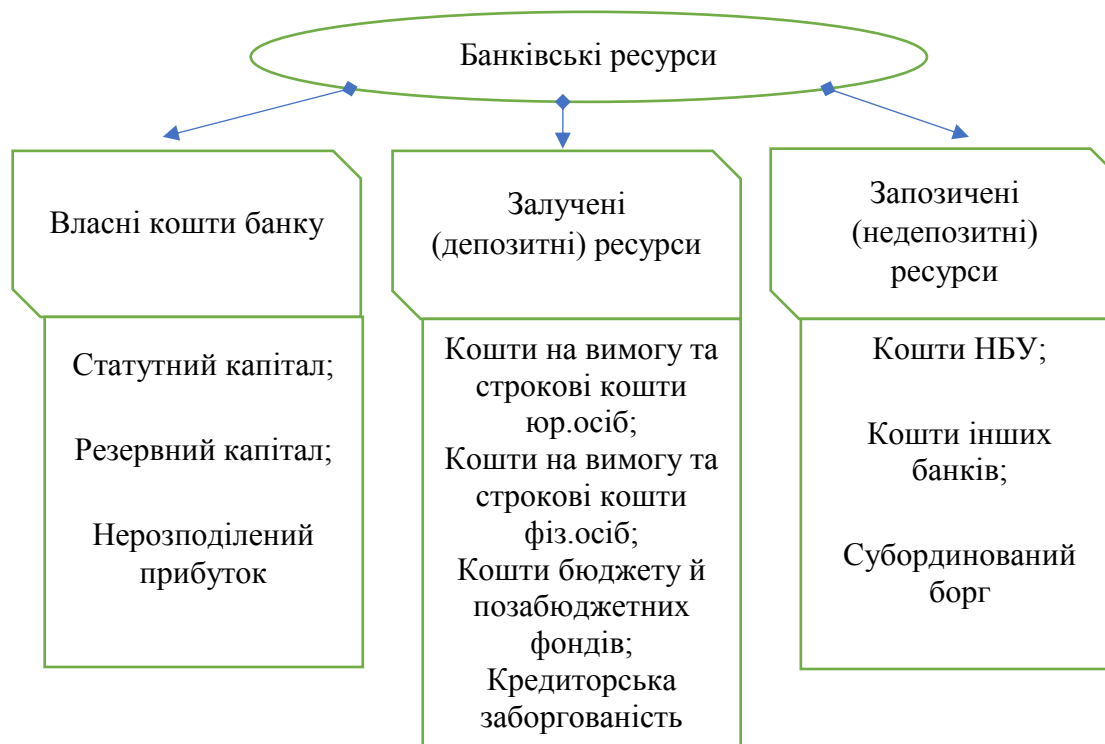 Банківські ресурси
Власні кошти банку
Статутний капітал;
Резервний капітал;
Нерозподілений
прибуток
Залучені
(депозитні) ресурси
Кошти на вимогу та
строкові кошти
юр.осіб;
Кошти на вимогу та
строкові кошти
фіз.осіб;
Кошти бюджету й
позабюджетних
фондів;
Кредиторська
заборгованість
Запозичені
(недепозитні)
ресурси
Кошти НБУ;
Кошти інших
банків;
Субординований
борг